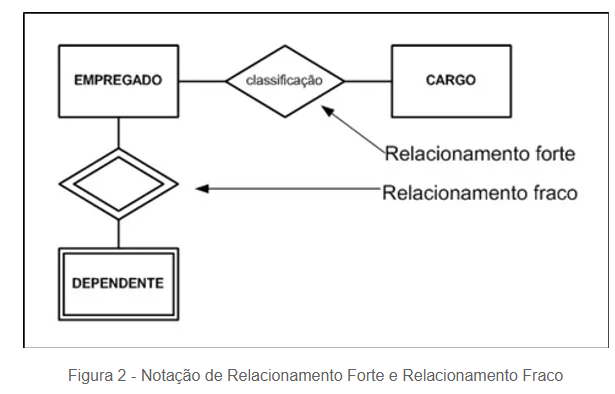 EMPREGADO
classificação
CARGO
Relacionamento forte
Relacionamento fraco
DEPENDENTE
Figura 2 - Notação de Relacionamento Forte e Relacionamento Fraco